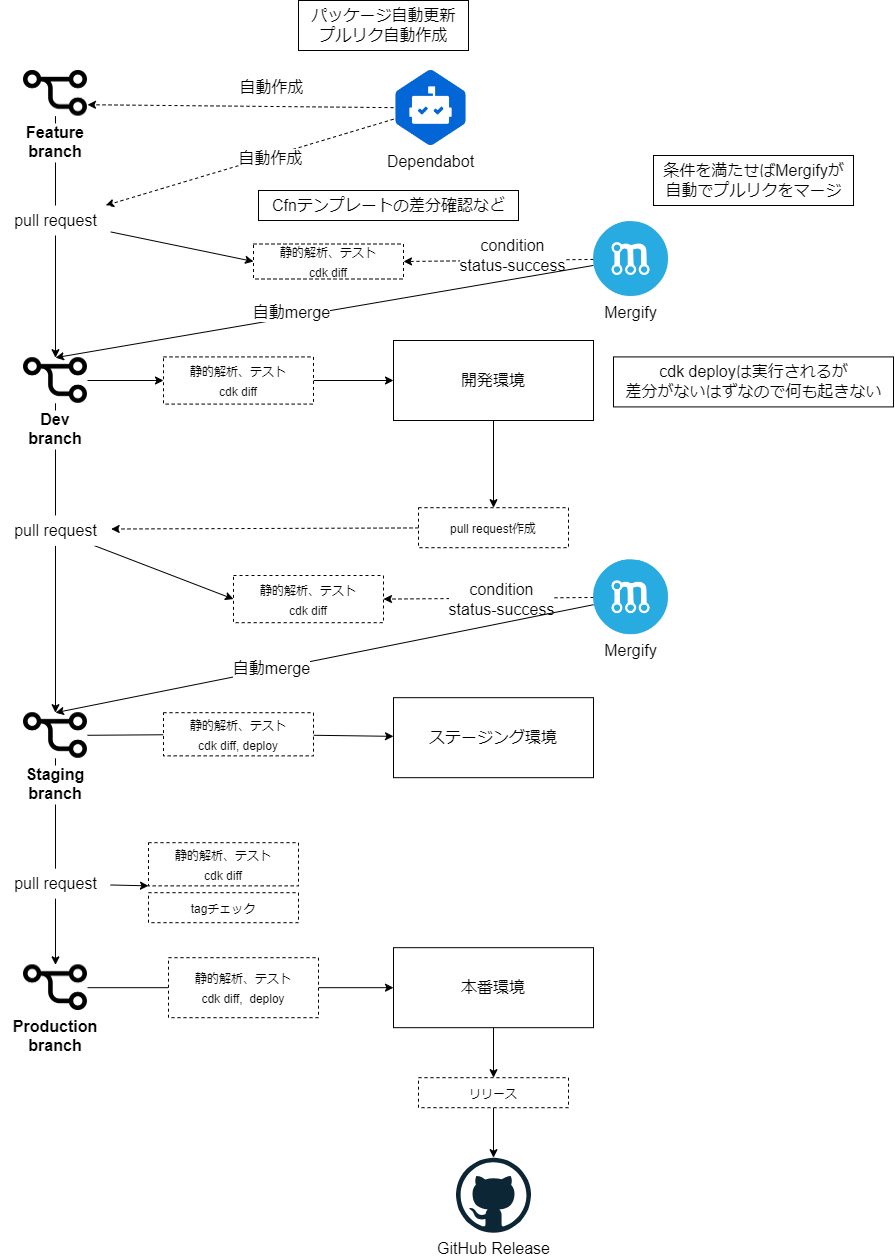 パッケージ自動更新
プルリク自動作成
自動作成
Feature
branch
Dependabot
自動作成
条件を満たせばMergifyが
自動でプルリクをマージ
Cfnテンプレートの差分確認など
pull request
静的解析、テスト
cdk diff
condition
status-success
Mergify
自動merge
静的解析、テスト
cdk diff
開発環境
cdk deployは実行されるが
差分がないはずなので何も起きない
Dev
branch
pull request
pull request作成
静的解析、テスト
cdk diff
condition
status-success
Mergify
自動merge
静的解析、テスト
cdk diff, deploy
ステージング環境
Staging
branch
pull request
静的解析、テスト
cdk diff
tagチェック
静的解析、テスト
cdk diff,  deploy
本番環境
Production
branch
リリース
GitHub Release